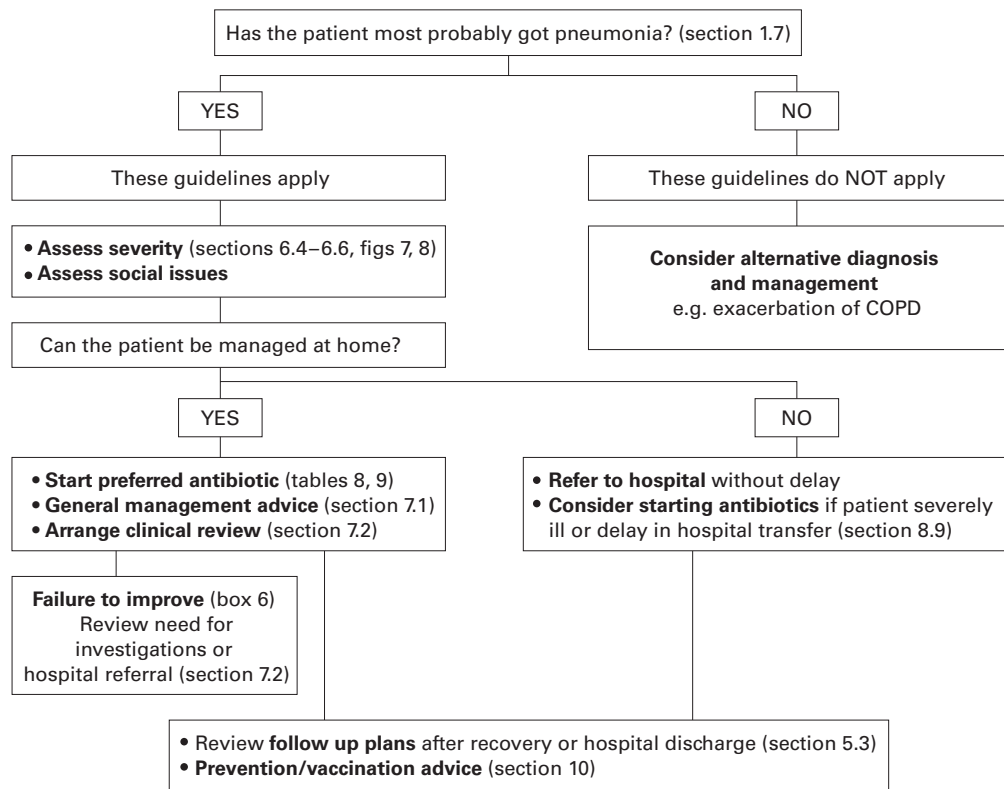 Has the patient most probably got pneumonia? (section 1.7)
YES
NO
These guidelines apply
These guidelines do NOT apply
• Assess severity (sections 6.4–6.6, figs 7, 8)
• Assess social issues
Consider alternative diagnosis
and management
e.g. exacerbation of COPD
Can the patient be managed at home?
YES
NO
• Start preferred antibiotic (tables 8, 9)
• General management advice (section 7.1)
• Arrange clinical review (section 7.2)
• Refer to hospital without delay
• Consider starting antibiotics if patient severely
ill or delay in hospital transfer (section 8.9)
Failure to improve (box 6)
Review need for
investigations or
hospital referral (section 7.2)
• Review follow up plans after recovery or hospital discharge (section 5.3)
• Prevention/vaccination advice (section 10)